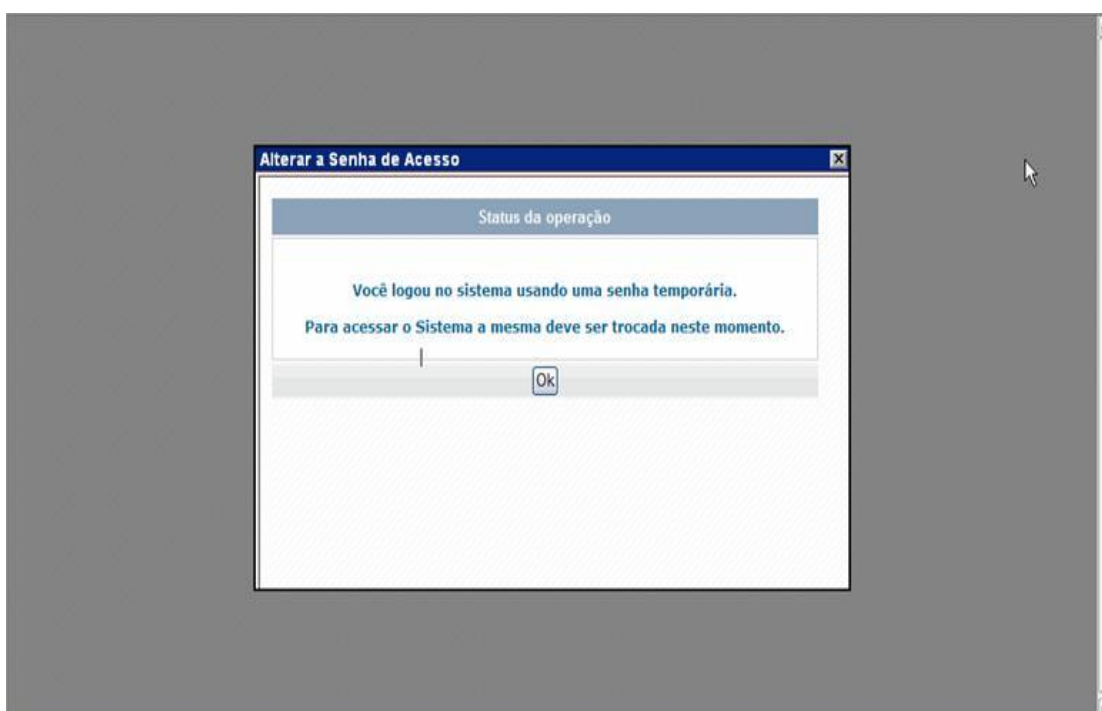 Alterar a Senha de Acesso
Status da operação
Você logou no sistema usando uma senha temporária.
Para acessar o Sistema a mesma deve ser trocada neste momento.
Ok